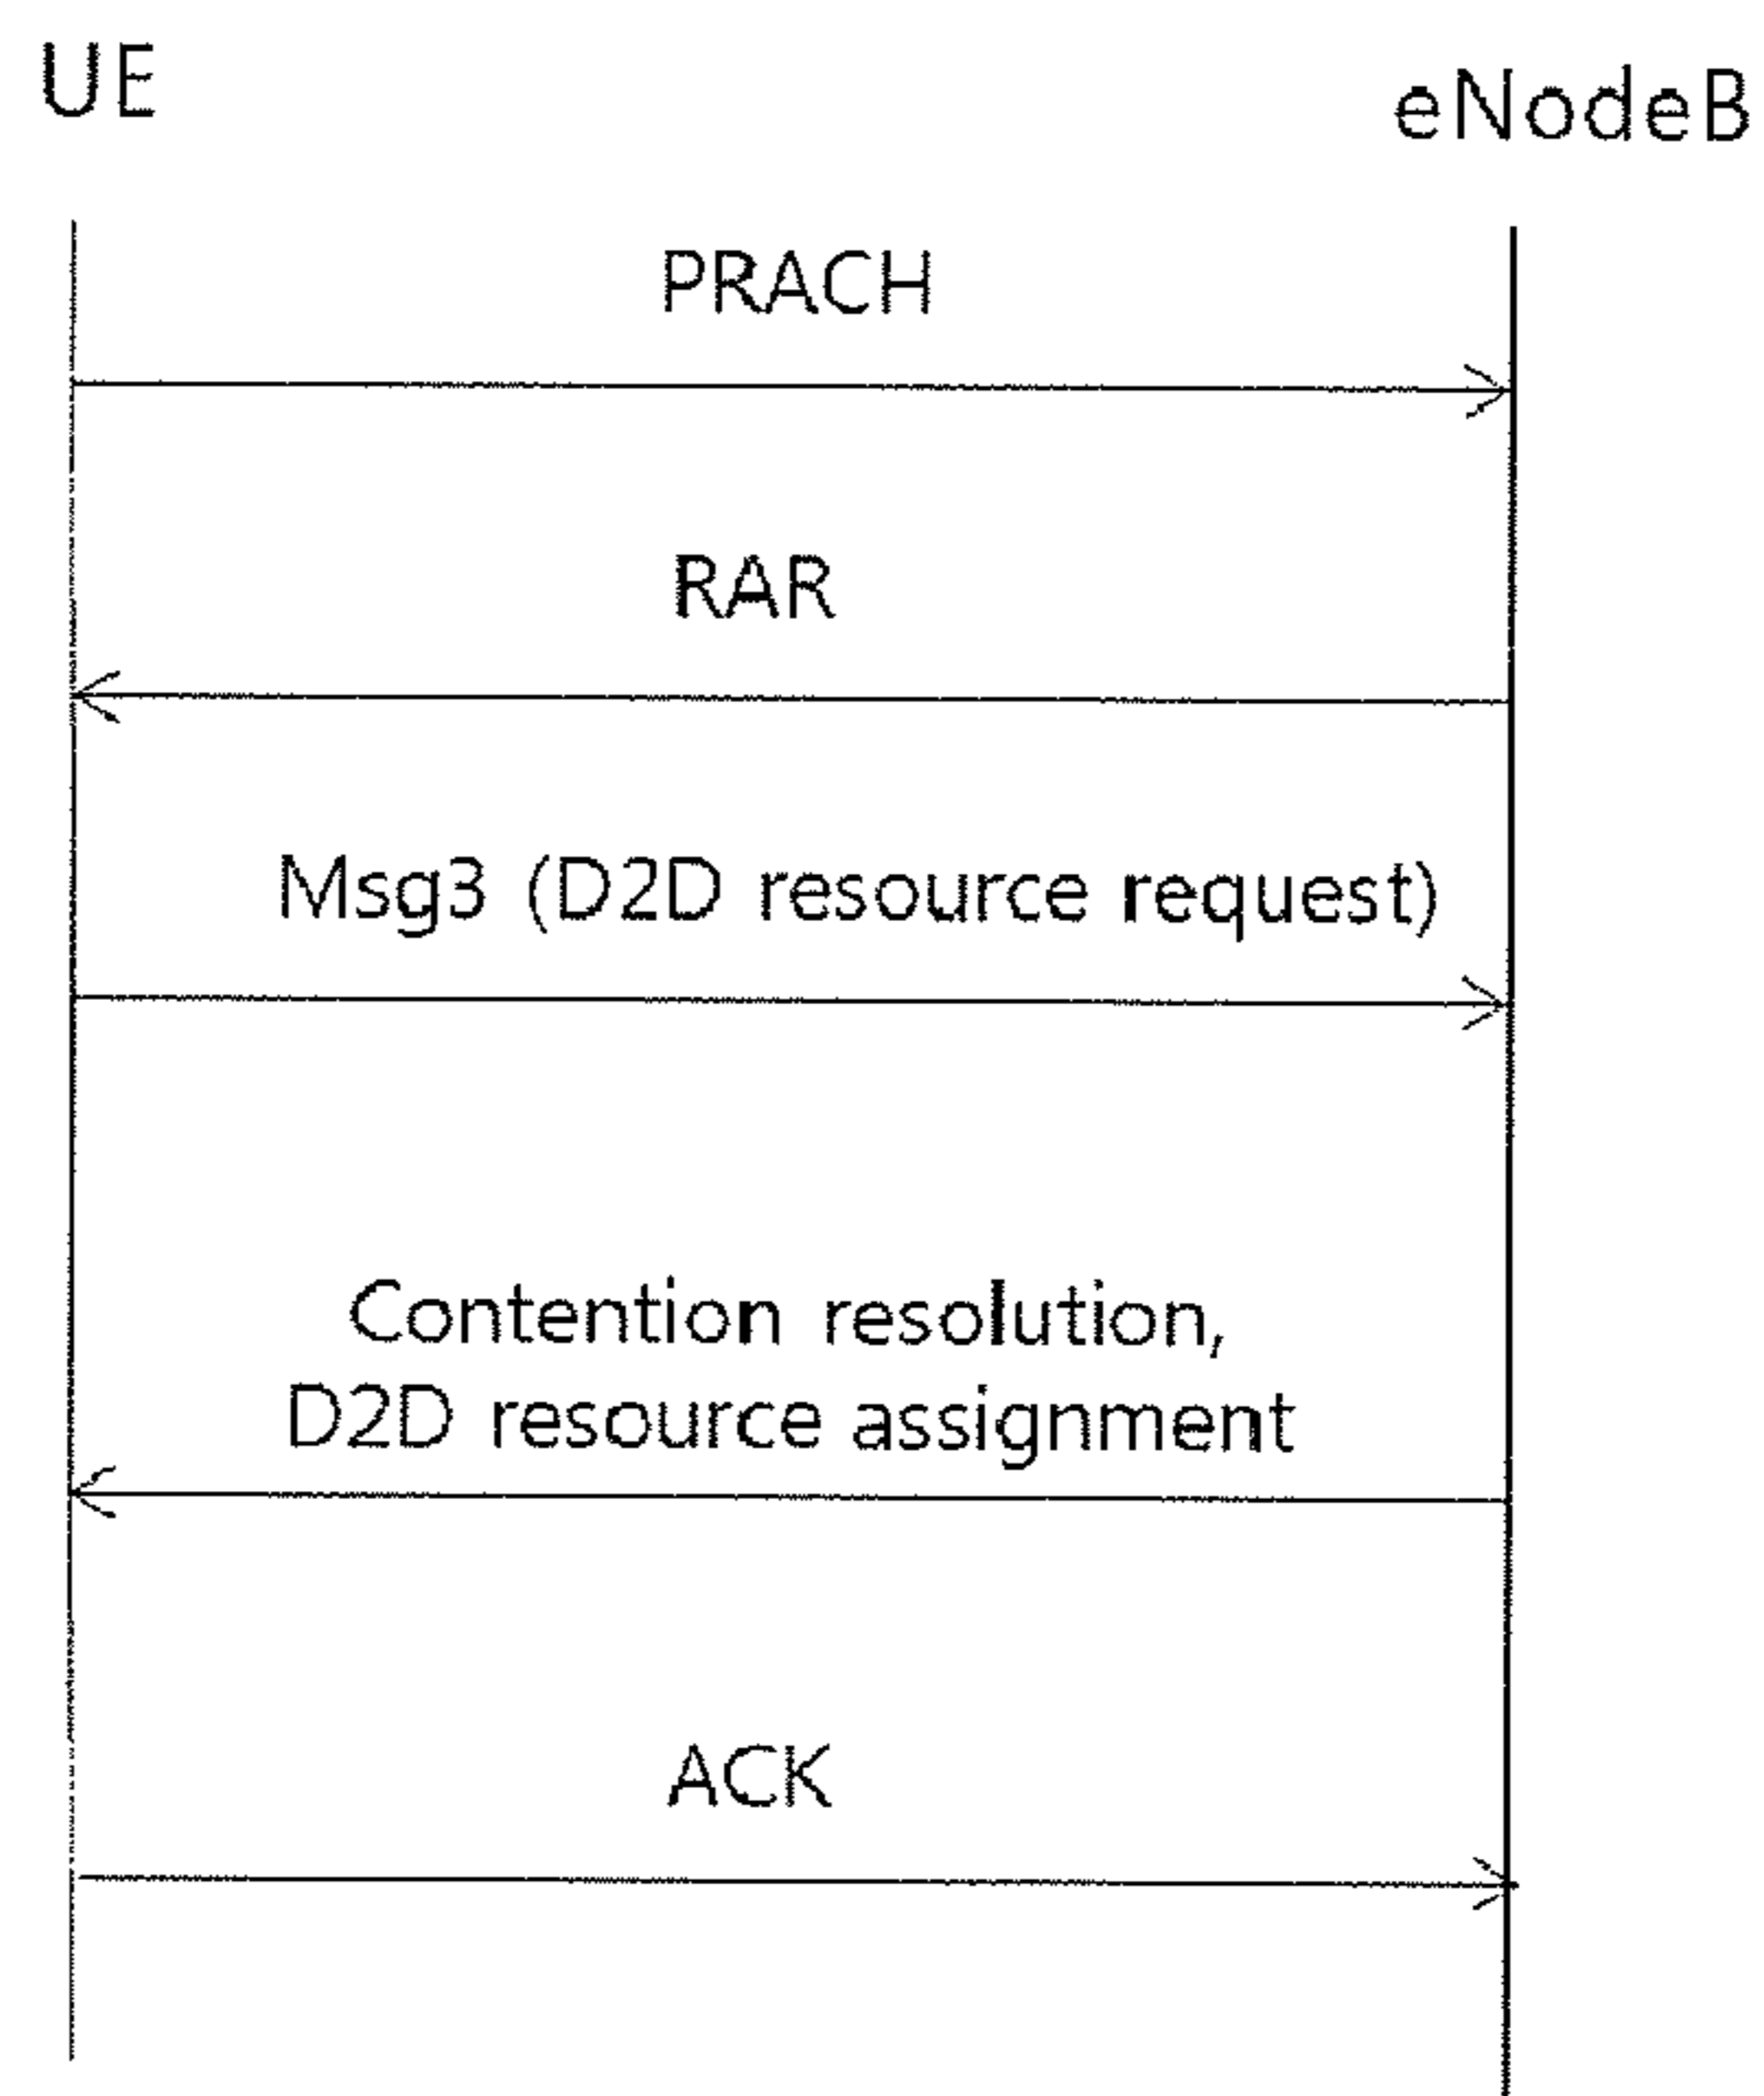 UE
eNodeB
PRACH
RAR
Msg3 (D2D resource request)
Contention resolution,
D2D resource assignment
ACK